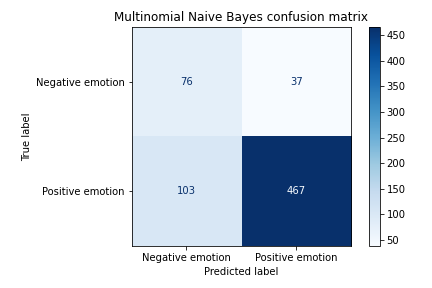 Multinomial Naive Bayes confusion matrix
Negative emotion
76
37
Positive emotion
103
467
Negative emotion
Positive emotion
Predicted label
True label
450
400
350
300
250
200
150
100
50